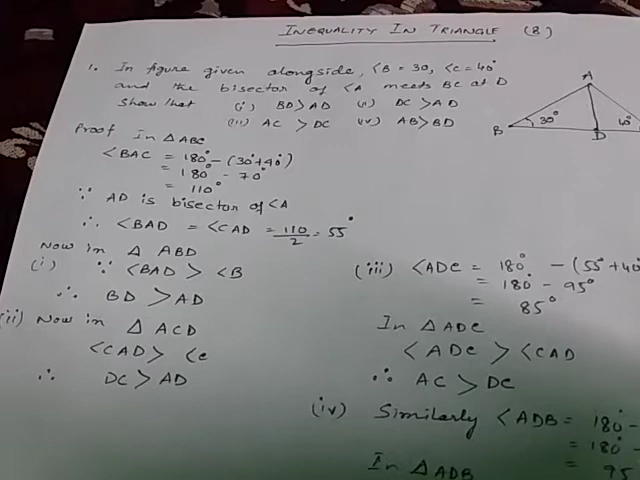 INEQUALITY IN TRIANGLE (8)
1. In figure given alongside, <B = 30, <C = 40°
and the bisector of <A meets BC at D
Show that (i) BD > AD (ii) DC > AD
(iii) AC > DC (iv) AB > BD
A
B 30° D 40°
Proof In △ABC
<BAC = 180° - (30°+40°)
= 180° - 70°
= 110°
∵ AD is bisector of <A
∴ <BAD = <CAD = 110/2 = 55°
Now in △ ABD
(i) ∵ <BAD > <B
∴ BD > AD
(ii) Now in △ ACD
<CAD > <C
∴ DC > AD
(iii) <ADC = 180° - (55°+40°
= 180° - 95°
= 85°
In △ADC
<ADC > <CAD
∴ AC > DC
(iv) Similarly <ADB = 180° -
= 180 -
= 95
In △ADB